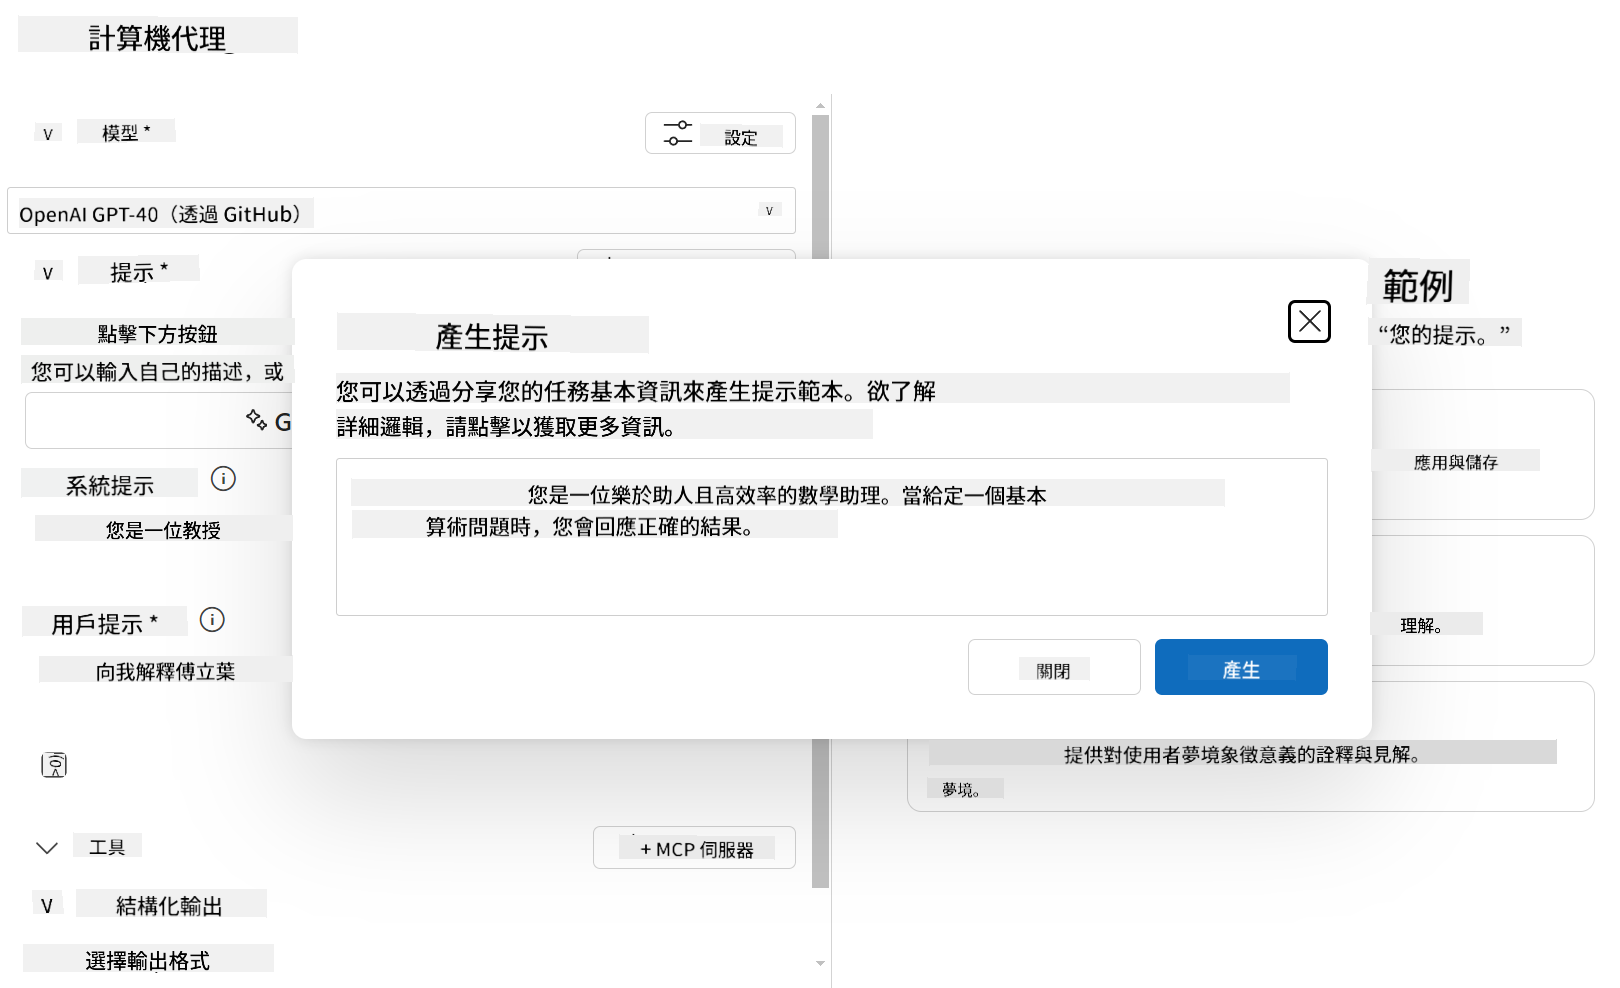 計算機代理_
v 模型 *
設定
OpenAI GPT-40（透過 GitHub）
v
v 提示 *
點擊下方按鈕
您可以輸入自己的描述，或
G
系統提示
您是一位教授
用戶提示 *
向我解釋傅立葉
工具
+ MCP 伺服器
V 結構化輸出
選擇輸出格式
產生提示
您可以透過分享您的任務基本資訊來產生提示範本。欲了解
詳細邏輯，請點擊以獲取更多資訊。
您是一位樂於助人且高效率的數學助理。當給定一個基本
算術問題時，您會回應正確的結果。
關閉
產生
範例
“您的提示。”
應用與儲存
理解。
提供對使用者夢境象徵意義的詮釋與見解。
夢境。